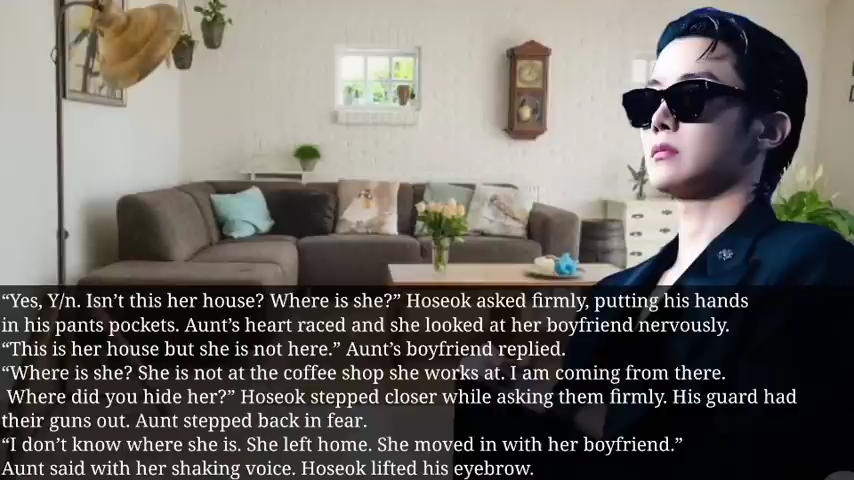 “Yes, Y/n. Isn’t this her house? Where is she?” Hoseok asked firmly, putting his hands
in his pants pockets. Aunt’s heart raced and she looked at her boyfriend nervously.
“This is her house but she is not here.” Aunt’s boyfriend replied.
“Where is she? She is not at the coffee shop she works at. I am coming from there.
Where did you hide her?” Hoseok stepped closer while asking them firmly. His guard had
their guns out. Aunt stepped back in fear.
“I don’t know where she is. She left home. She moved in with her boyfriend.”
Aunt said with her shaking voice. Hoseok lifted his eyebrow.